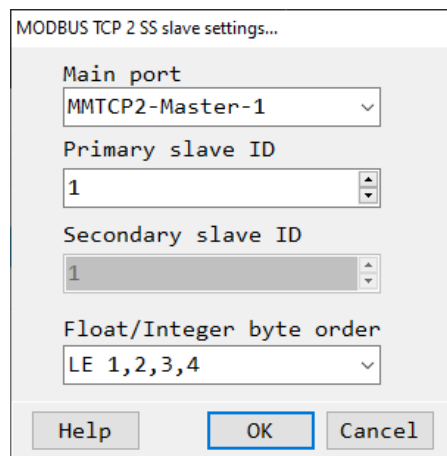 MODBUS TCP 2 SS slave settings...
Main port
MMTCP2-Master-1
Primary slave ID
1
Secondary slave ID
1
Float/Integer byte order
LE 1,2,3,4
Help OK Cancel